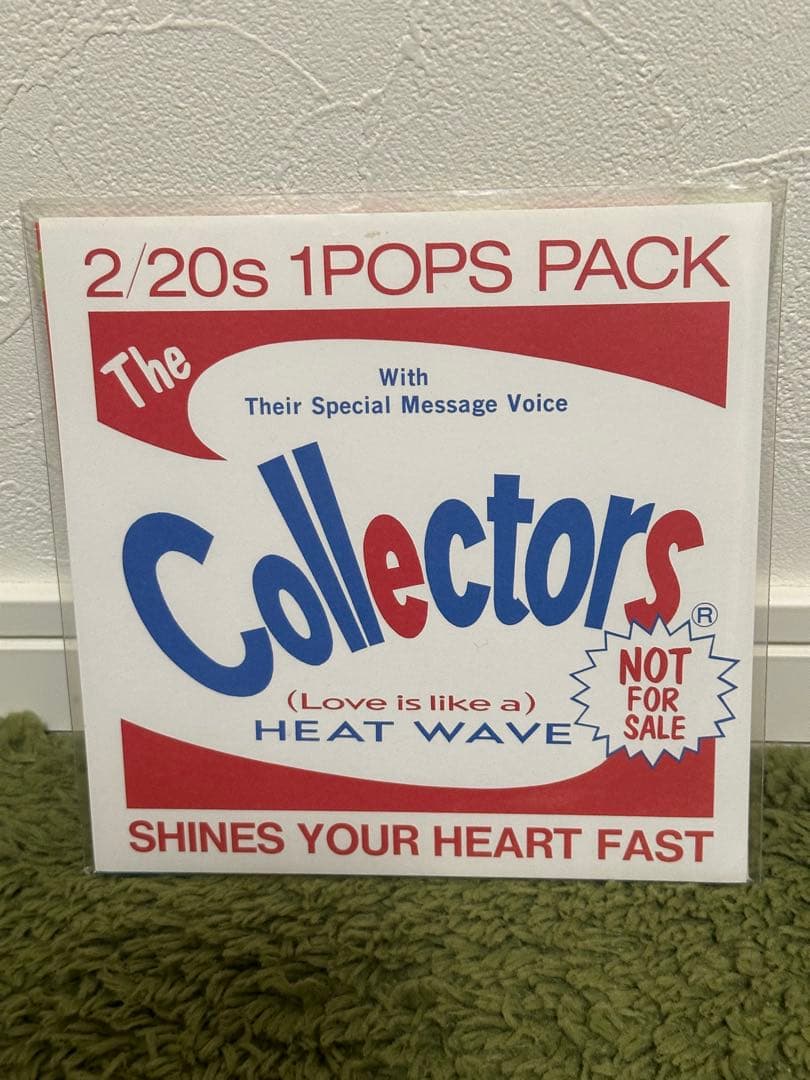 2/20s 1POPS PACK
The
With
Their Special Message Voice
Collectors®
(Love is like a)
HEAT WAVE
NOT
FOR
SALE
SHINES YOUR HEART FAST